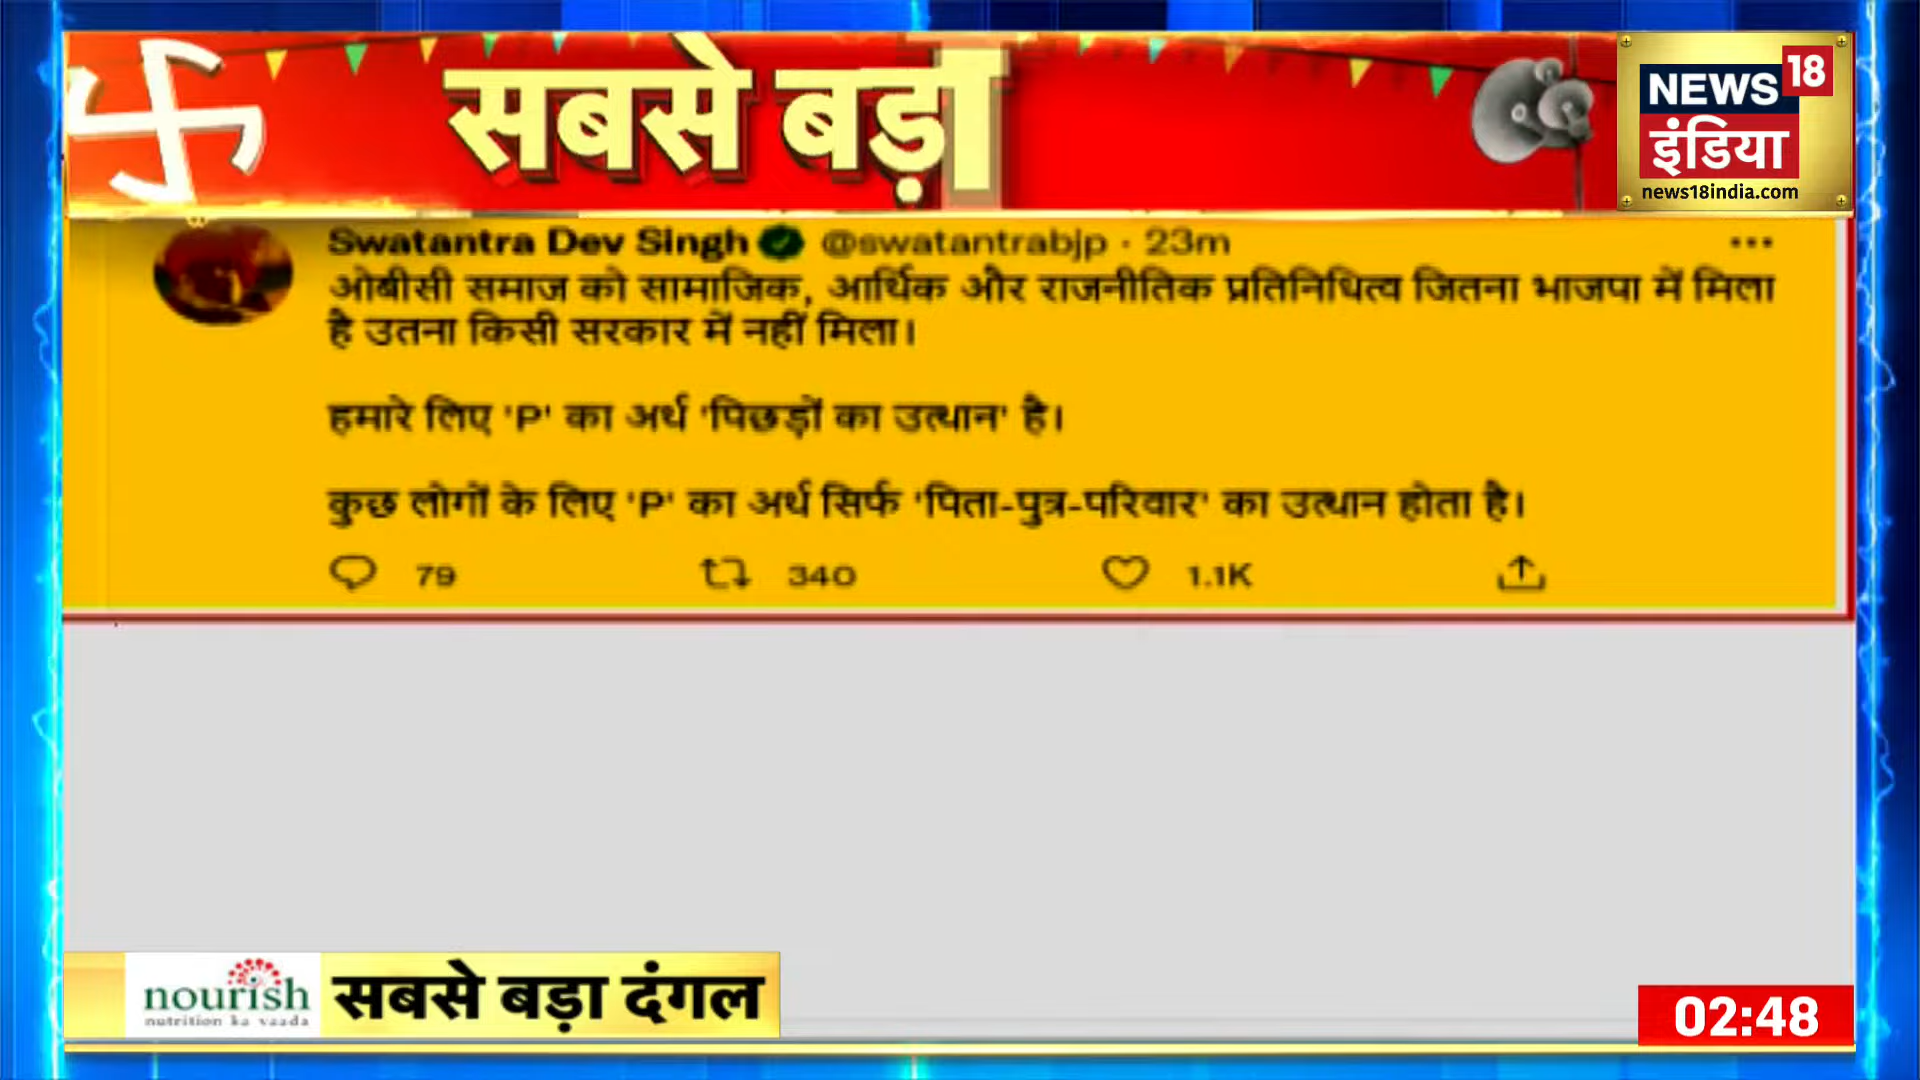 सबसे बड़ा
NEWS 18
इंडिया
news18india.com
Swatantra Dev Singh @swatantrabjp · 23m
ओबीसी समाज को सामाजिक, आर्थिक और राजनीतिक प्रतिनिधित्व जितना भाजपा में मिला
है उतना किसी सरकार में नहीं मिला।
हमारे लिए 'P' का अर्थ 'पिछड़ों का उत्थान' है।
कुछ लोगों के लिए 'P' का अर्थ सिर्फ 'पिता-पुत्र-परिवार' का उत्थान होता है।
79 340 1.1K
nourish
nutrition ka vaada
सबसे बड़ा दंगल
02:48